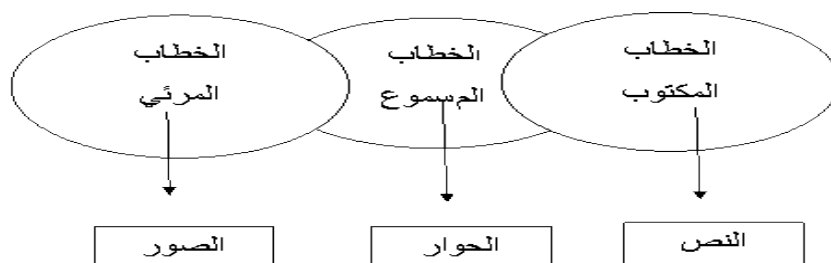 الخطاب
المكتوب
الخطاب
المسموع
الخطاب
المرئي
النص
الحوار
الصور